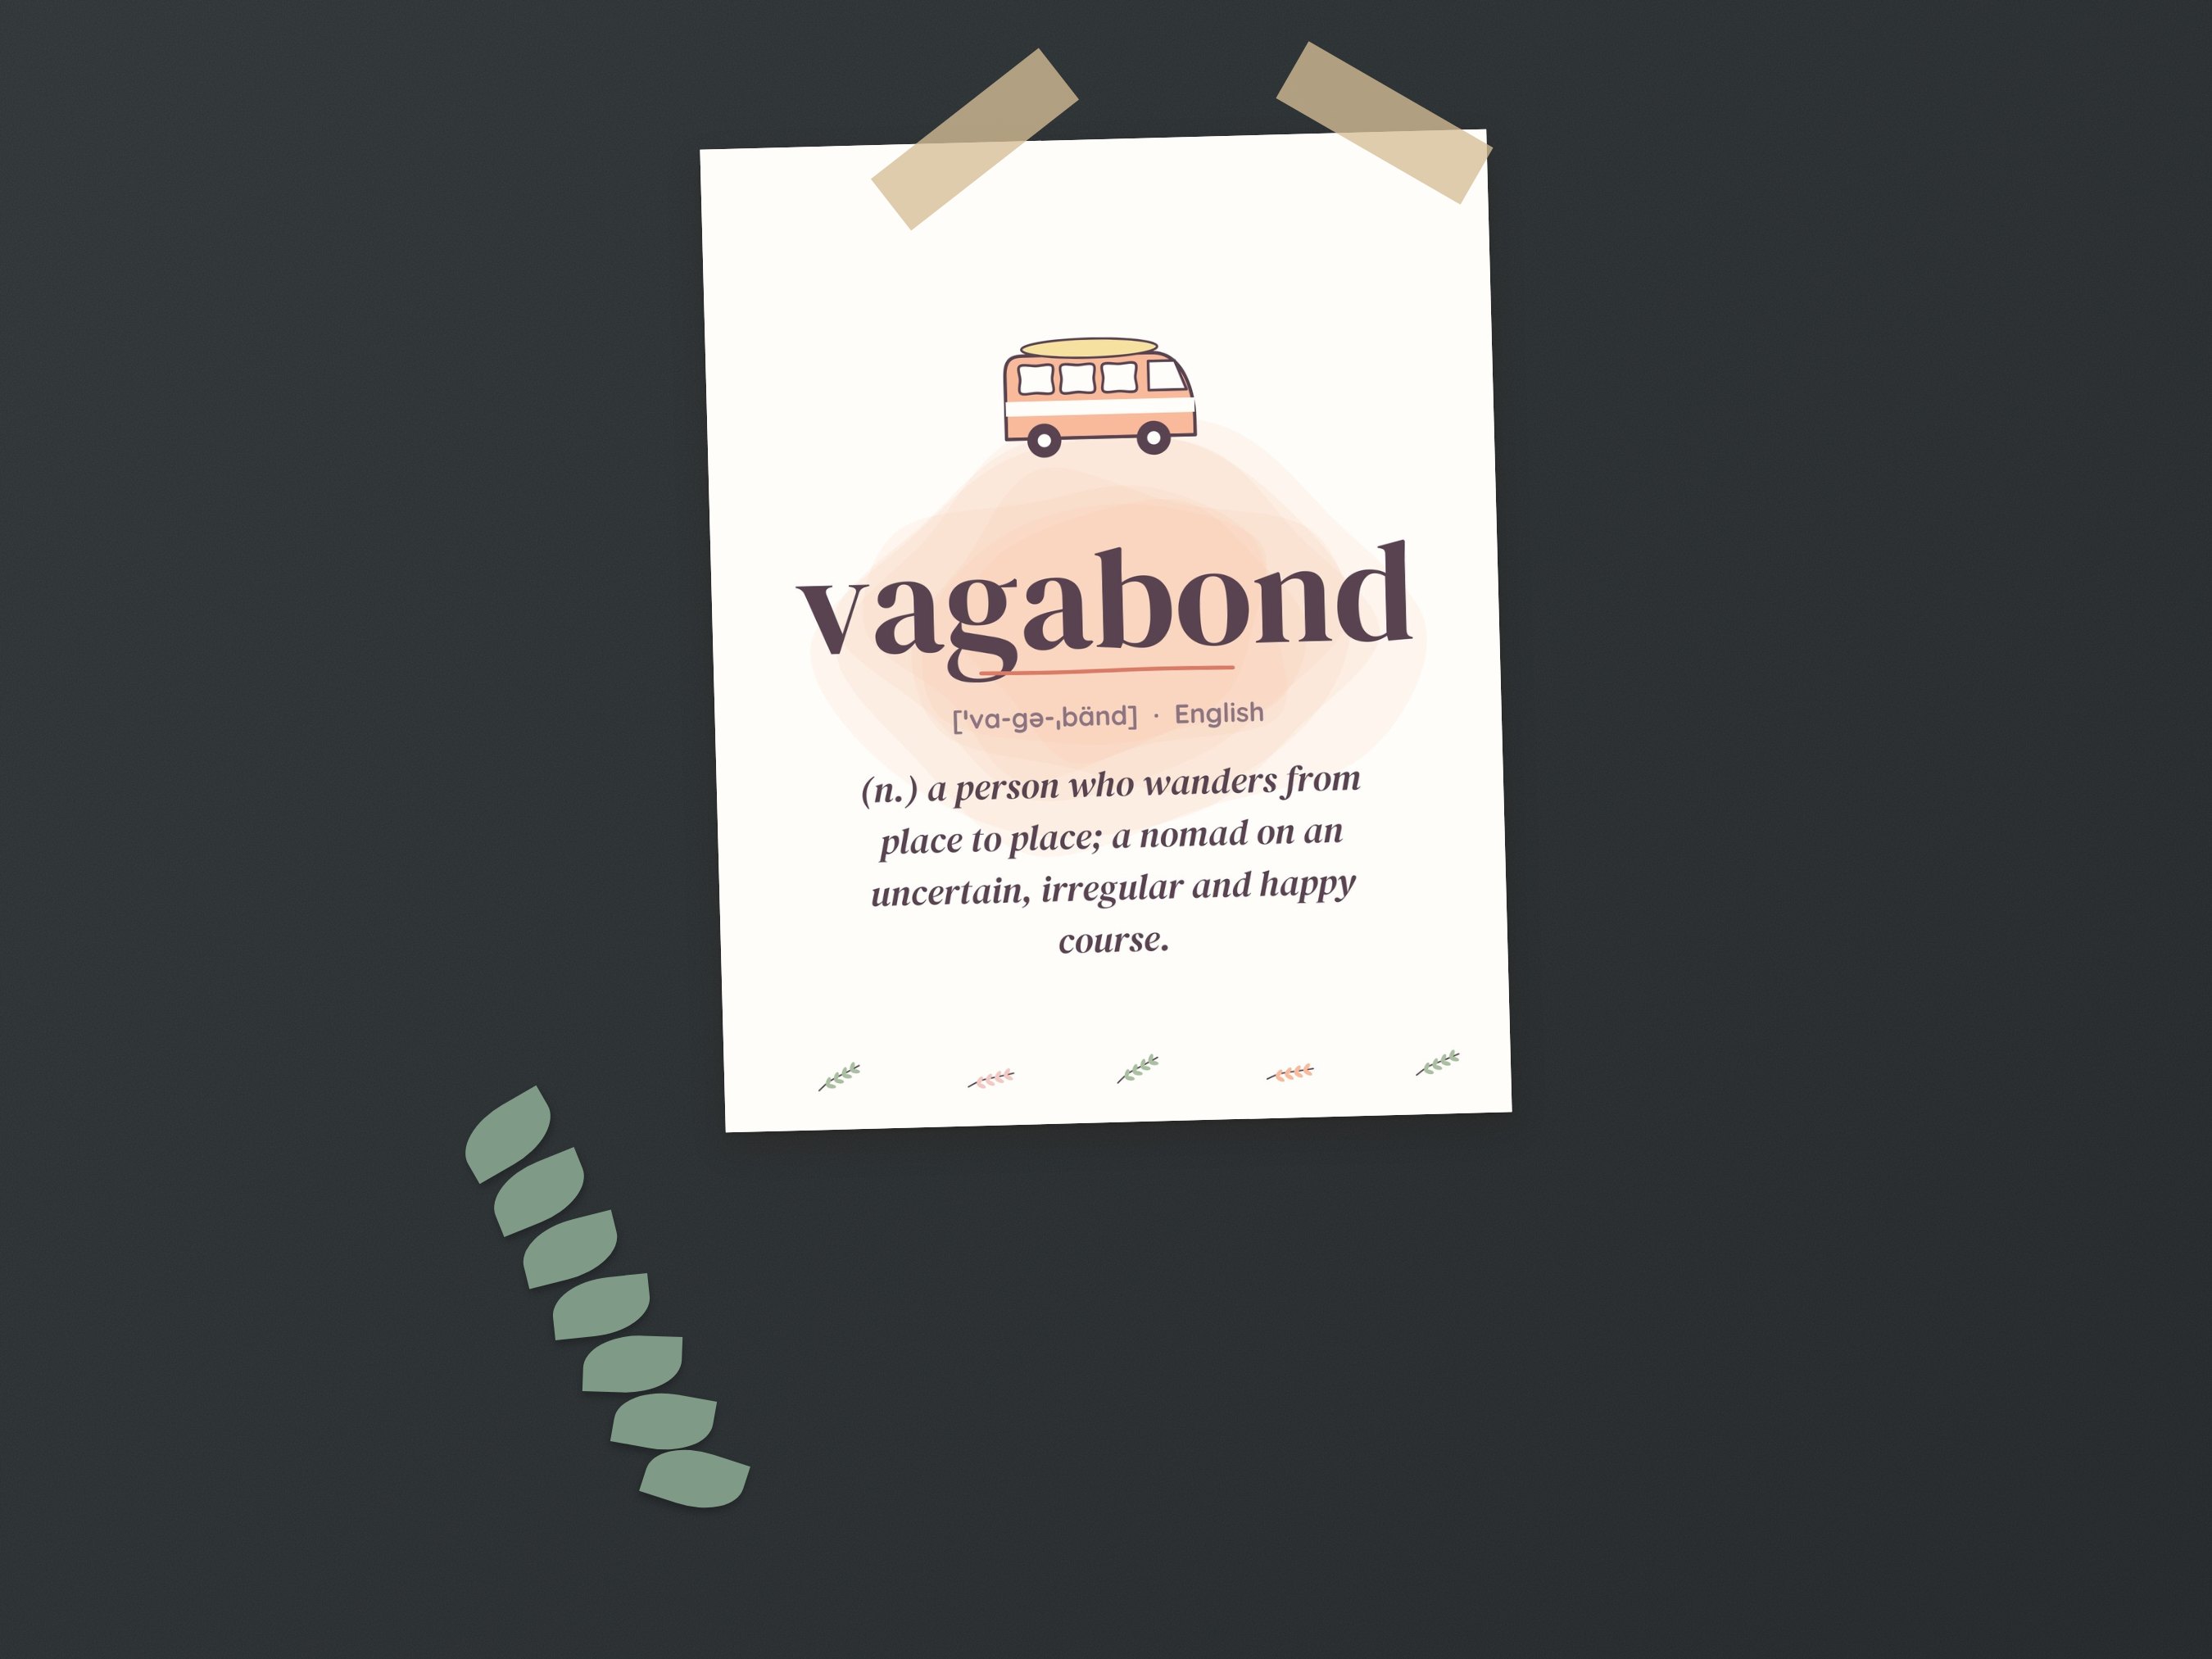 vagabond
['va-gə-ˌbänd] · English
(n.) a person who wanders from
place to place; a nomad on an
uncertain, irregular and happy
course.